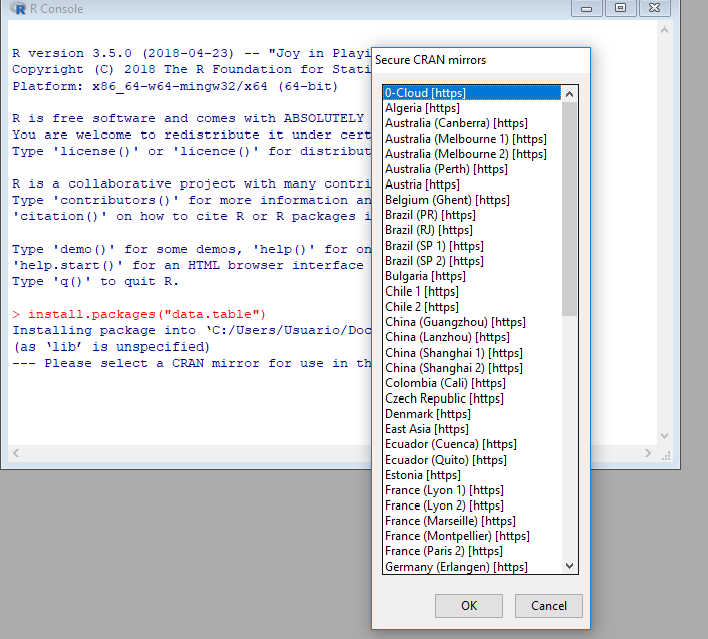 R Console
R version 3.5.0 (2018-04-23) -- "Joy in Playi
Copyright (C) 2018 The R Foundation for Stati
Platform: x86_64-w64-mingw32/x64 (64-bit)
R is free software and comes with ABSOLUTELY
You are welcome to redistribute it under cert
Type 'license()' or 'licence()' for distribut
R is a collaborative project with many contri
Type 'contributors()' for more information an
'citation()' on how to cite R or R packages i
Type 'demo()' for some demos, 'help()' for on
'help.start()' for an HTML browser interface
Type 'q()' to quit R.
> install.packages("data.table")
Installing package into ‘C:/Users/Usuario/Doc
(as ‘lib’ is unspecified)
--- Please select a CRAN mirror for use in th
Secure CRAN mirrors
0-Cloud [https]
Algeria [https]
Australia (Canberra) [https]
Australia (Melbourne 1) [https]
Australia (Melbourne 2) [https]
Australia (Perth) [https]
Austria [https]
Belgium (Ghent) [https]
Brazil (PR) [https]
Brazil (RJ) [https]
Brazil (SP 1) [https]
Brazil (SP 2) [https]
Bulgaria [https]
Chile 1 [https]
Chile 2 [https]
China (Guangzhou) [https]
China (Lanzhou) [https]
China (Shanghai 1) [https]
China (Shanghai 2) [https]
Colombia (Cali) [https]
Czech Republic [https]
Denmark [https]
East Asia [https]
Ecuador (Cuenca) [https]
Ecuador (Quito) [https]
Estonia [https]
France (Lyon 1) [https]
France (Lyon 2) [https]
France (Marseille) [https]
France (Montpellier) [https]
France (Paris 2) [https]
Germany (Erlangen) [https]
OK
Cancel